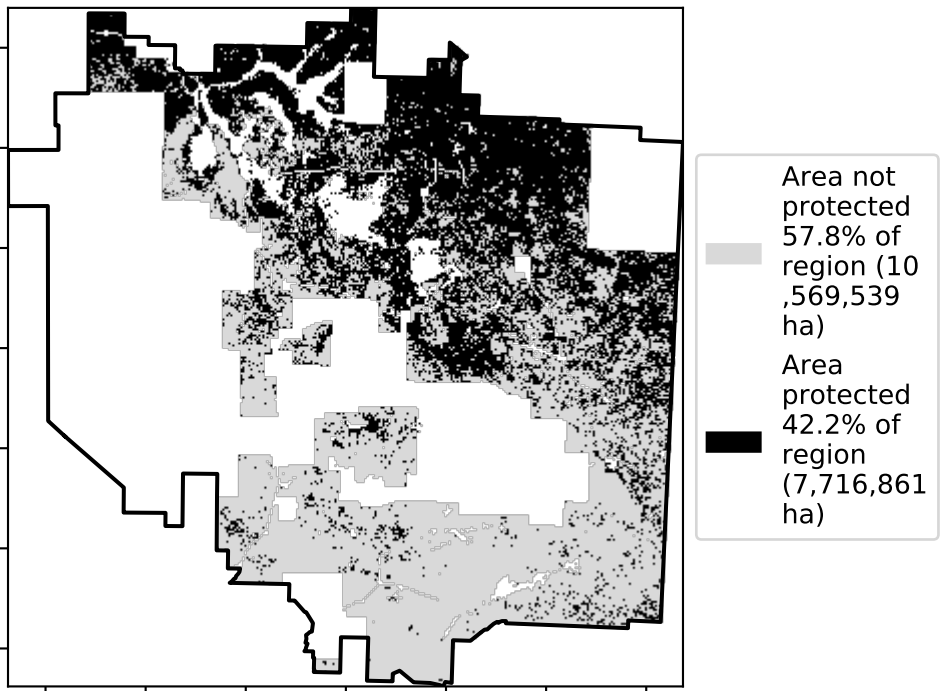 Area not
protected
57.8% of
region (10
,569,539
ha)
Area
protected
42.2% of
region
(7,716,861
ha)